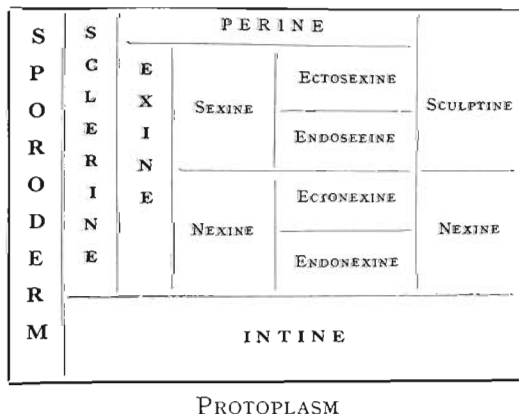 SPORODERM
SCLERINE
PERINE
EXINE
SEXINE
ECTOSEXINE
ENDOSEEINE
SCULPTINE
NEXINE
ECTONEXINE
ENDONEXINE
NEXINE
INTINE
PROTOPLASM